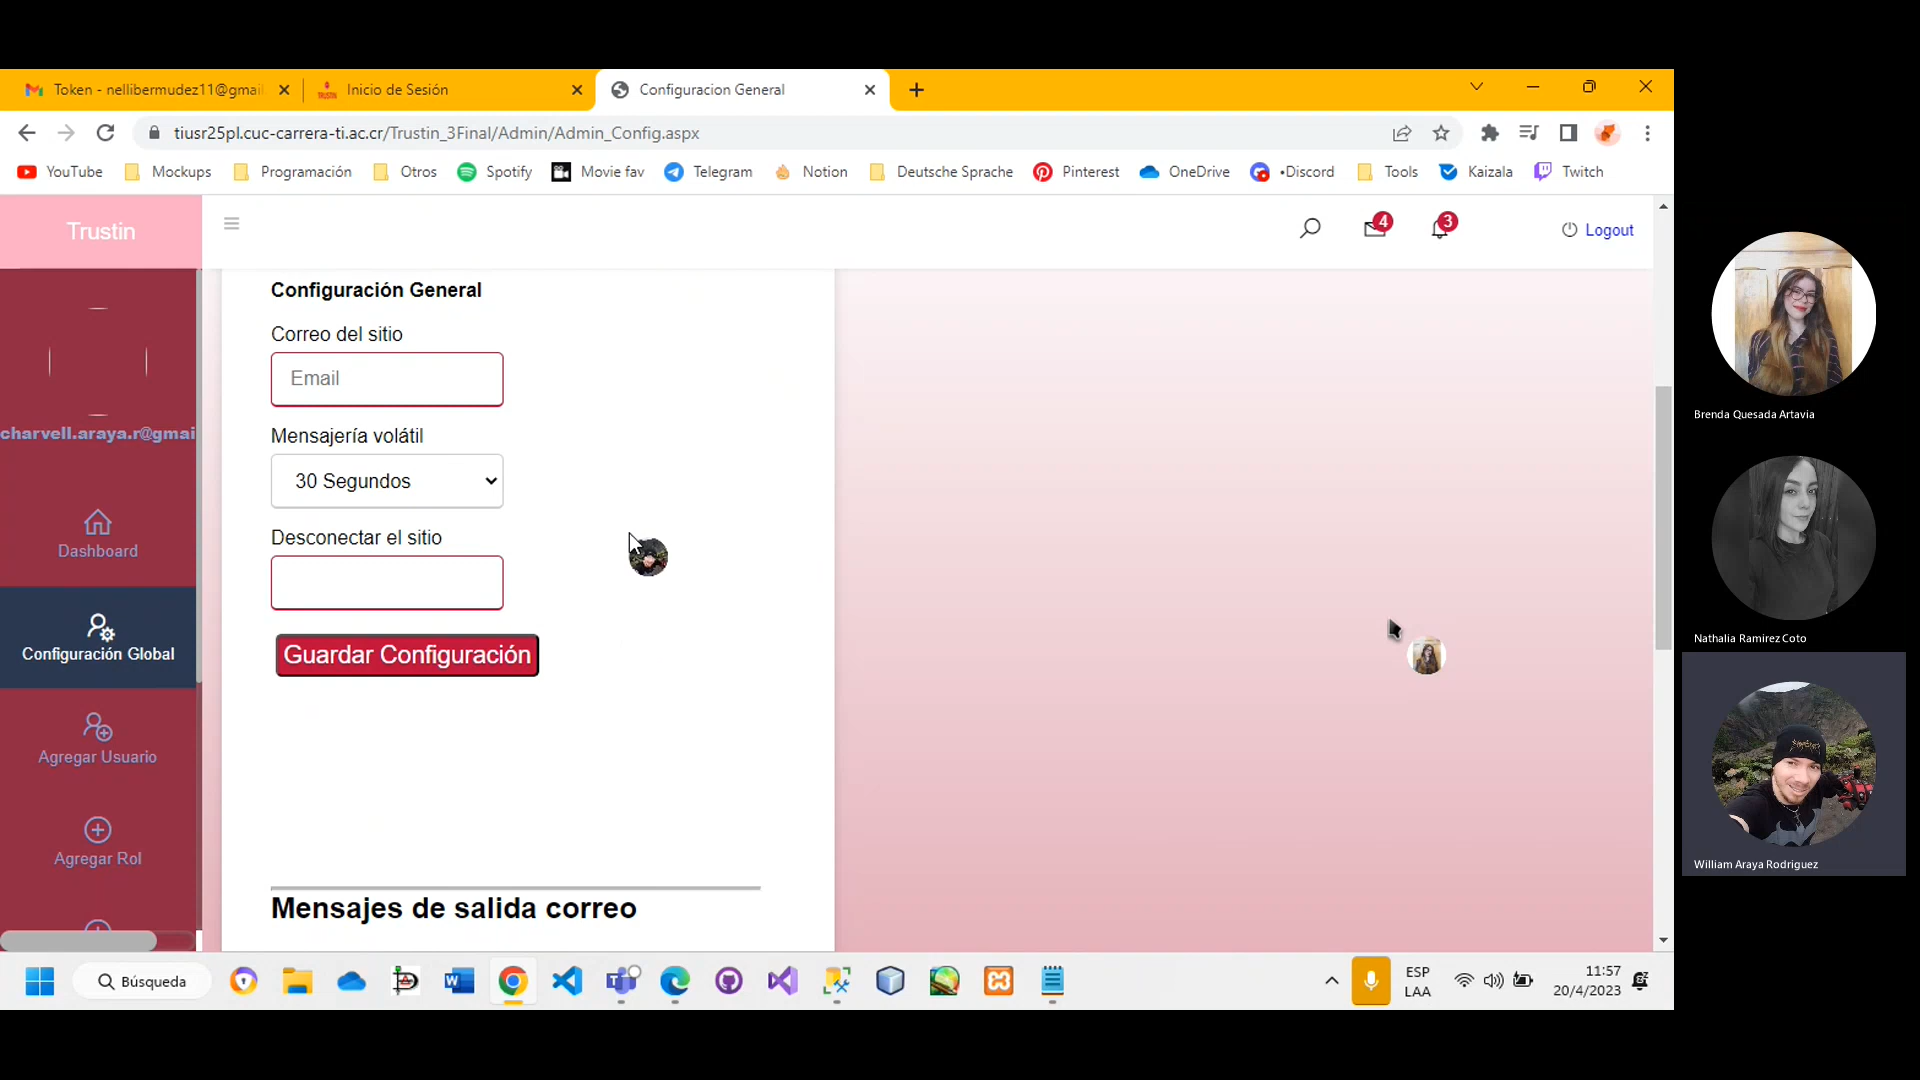 Token - nellibermudez11@gmai
Inicio de Sesión
Configuracion General
tiusr25pl.cuc-carrera-ti.ac.cr/Trustin_3Final/Admin/Admin_Config.aspx
YouTube
Mockups
Programación
Otros
Spotify
Movie fav
Telegram
Notion
Deutsche Sprache
Pinterest
OneDrive
•Discord
Tools
Kaizala
Twitch
Trustin
4
3
Logout
charvell.araya.r@gmai
Dashboard
Configuración Global
Agregar Usuario
Agregar Rol
Configuración General
Correo del sitio
Email
Mensajería volátil
30 Segundos
Desconectar el sitio
Guardar Configuración
Mensajes de salida correo
Brenda Quesada Artavia
Nathalia Ramirez Coto
William Araya Rodriguez
Búsqueda
ESP
LAA
11:57
20/4/2023